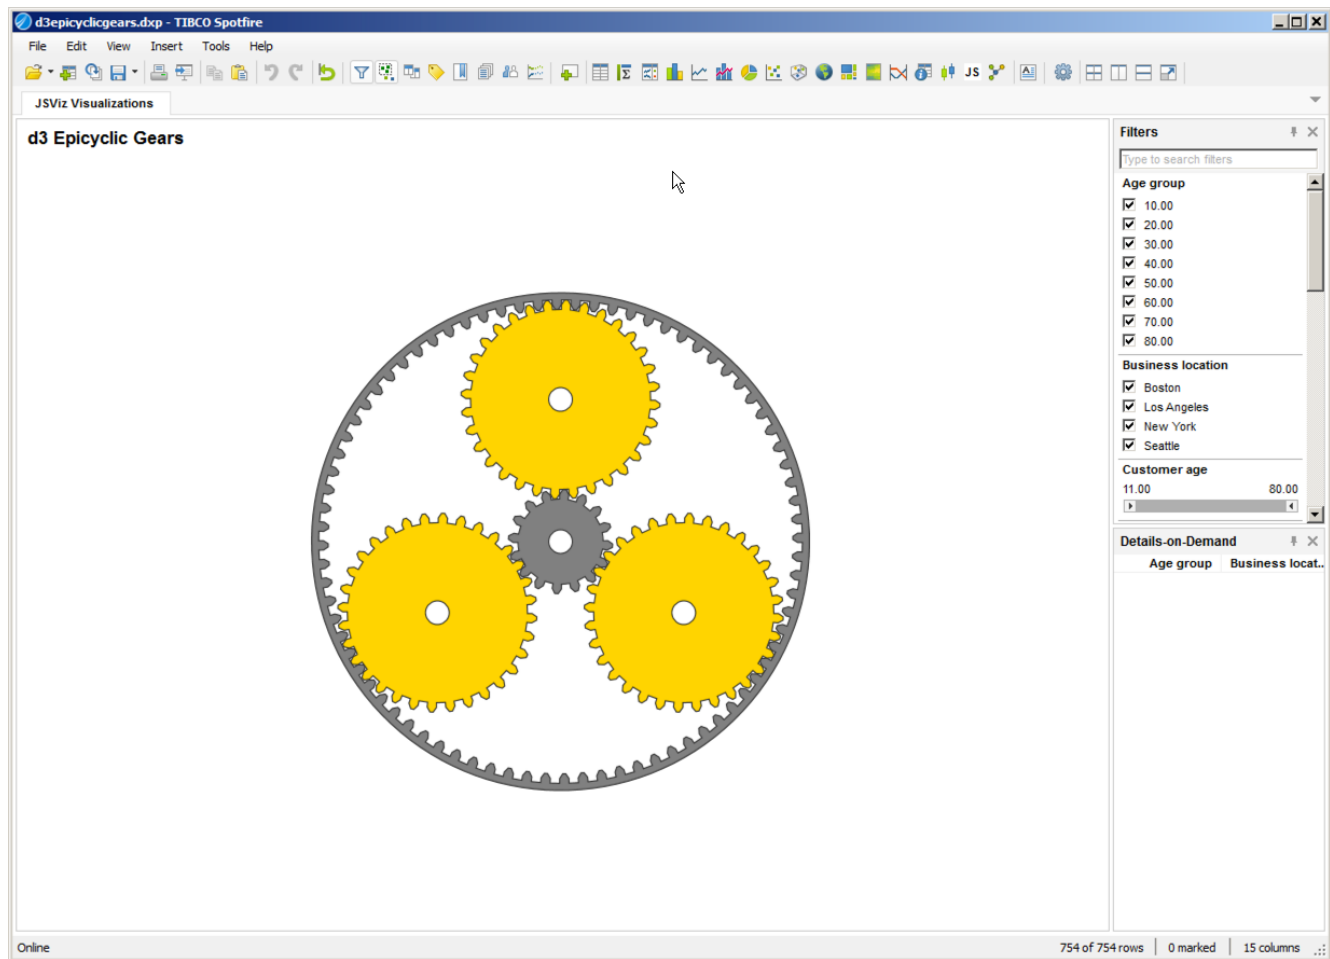 d3epicyclicgears.dxp - TIBCO Spotfire
File Edit View Insert Tools Help
JS
JSViz Visualizations
d3 Epicyclic Gears
Filters
Type to search filters
Age group
10.00
20.00
30.00
40.00
50.00
60.00
70.00
80.00
Business location
Boston
Los Angeles
New York
Seattle
Customer age
11.00 80.00
Details-on-Demand
Age group Business locat..
Online 754 of 754 rows 0 marked 15 columns